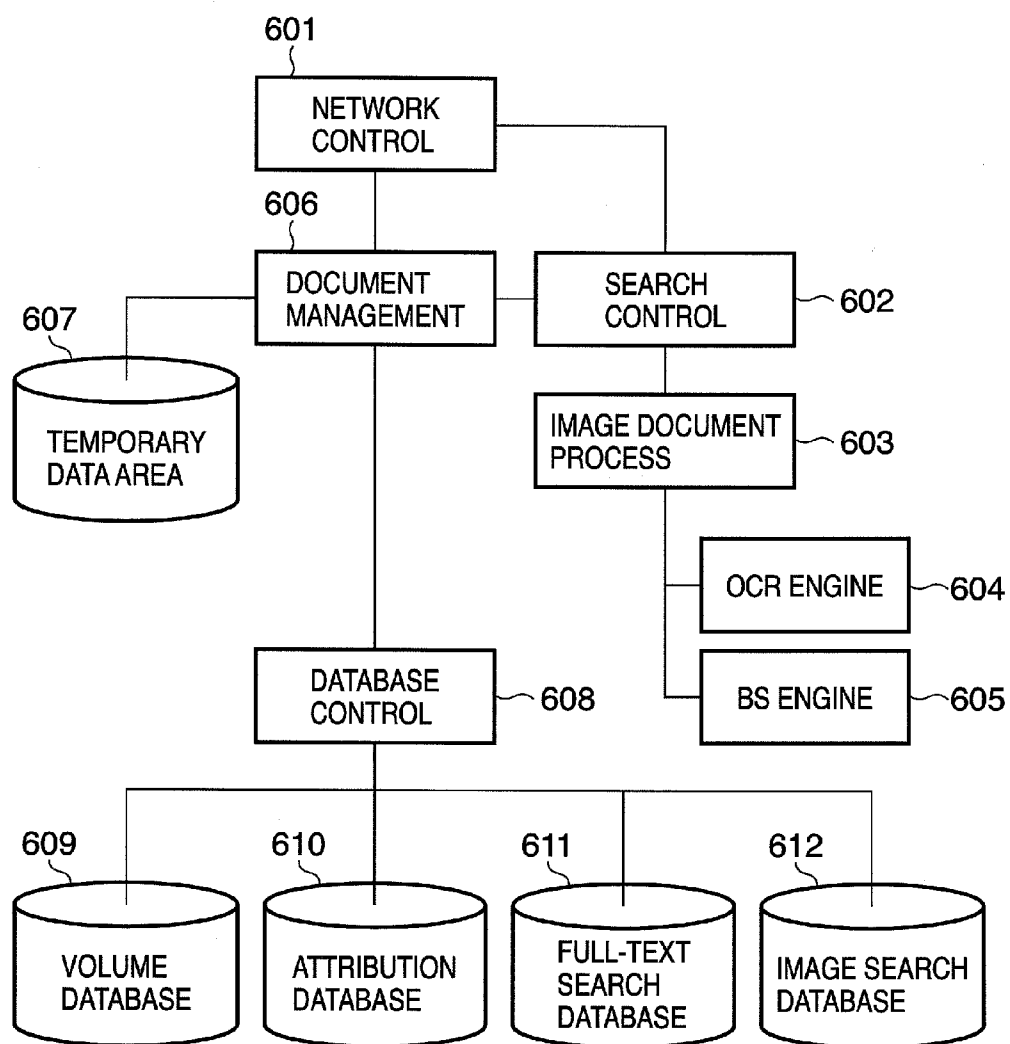 601
NETWORK
CONTROL
606
DOCUMENT
MANAGEMENT
SEARCH
CONTROL
602
607
TEMPORARY
DATA AREA
IMAGE DOCUMENT
PROCESS
603
OCR ENGINE
604
BS ENGINE
605
DATABASE
CONTROL
608
609
VOLUME
DATABASE
610
ATTRIBUTION
DATABASE
611
FULL-TEXT
SEARCH
DATABASE
612
IMAGE SEARCH
DATABASE